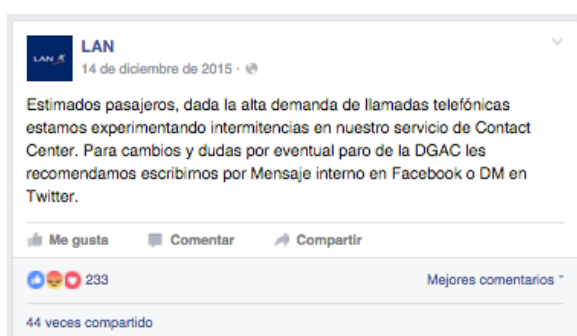 LAN
LAN
14 de diciembre de 2015 ·
Estimados pasajeros, dada la alta demanda de llamadas telefónicas
estamos experimentando intermitencias en nuestro servicio de Contact
Center. Para cambios y dudas por eventual paro de la DGAC les
recomendamos escribirnos por Mensaje interno en Facebook o DM en
Twitter.
Me gusta Comentar Compartir
233 Mejores comentarios
44 veces compartido